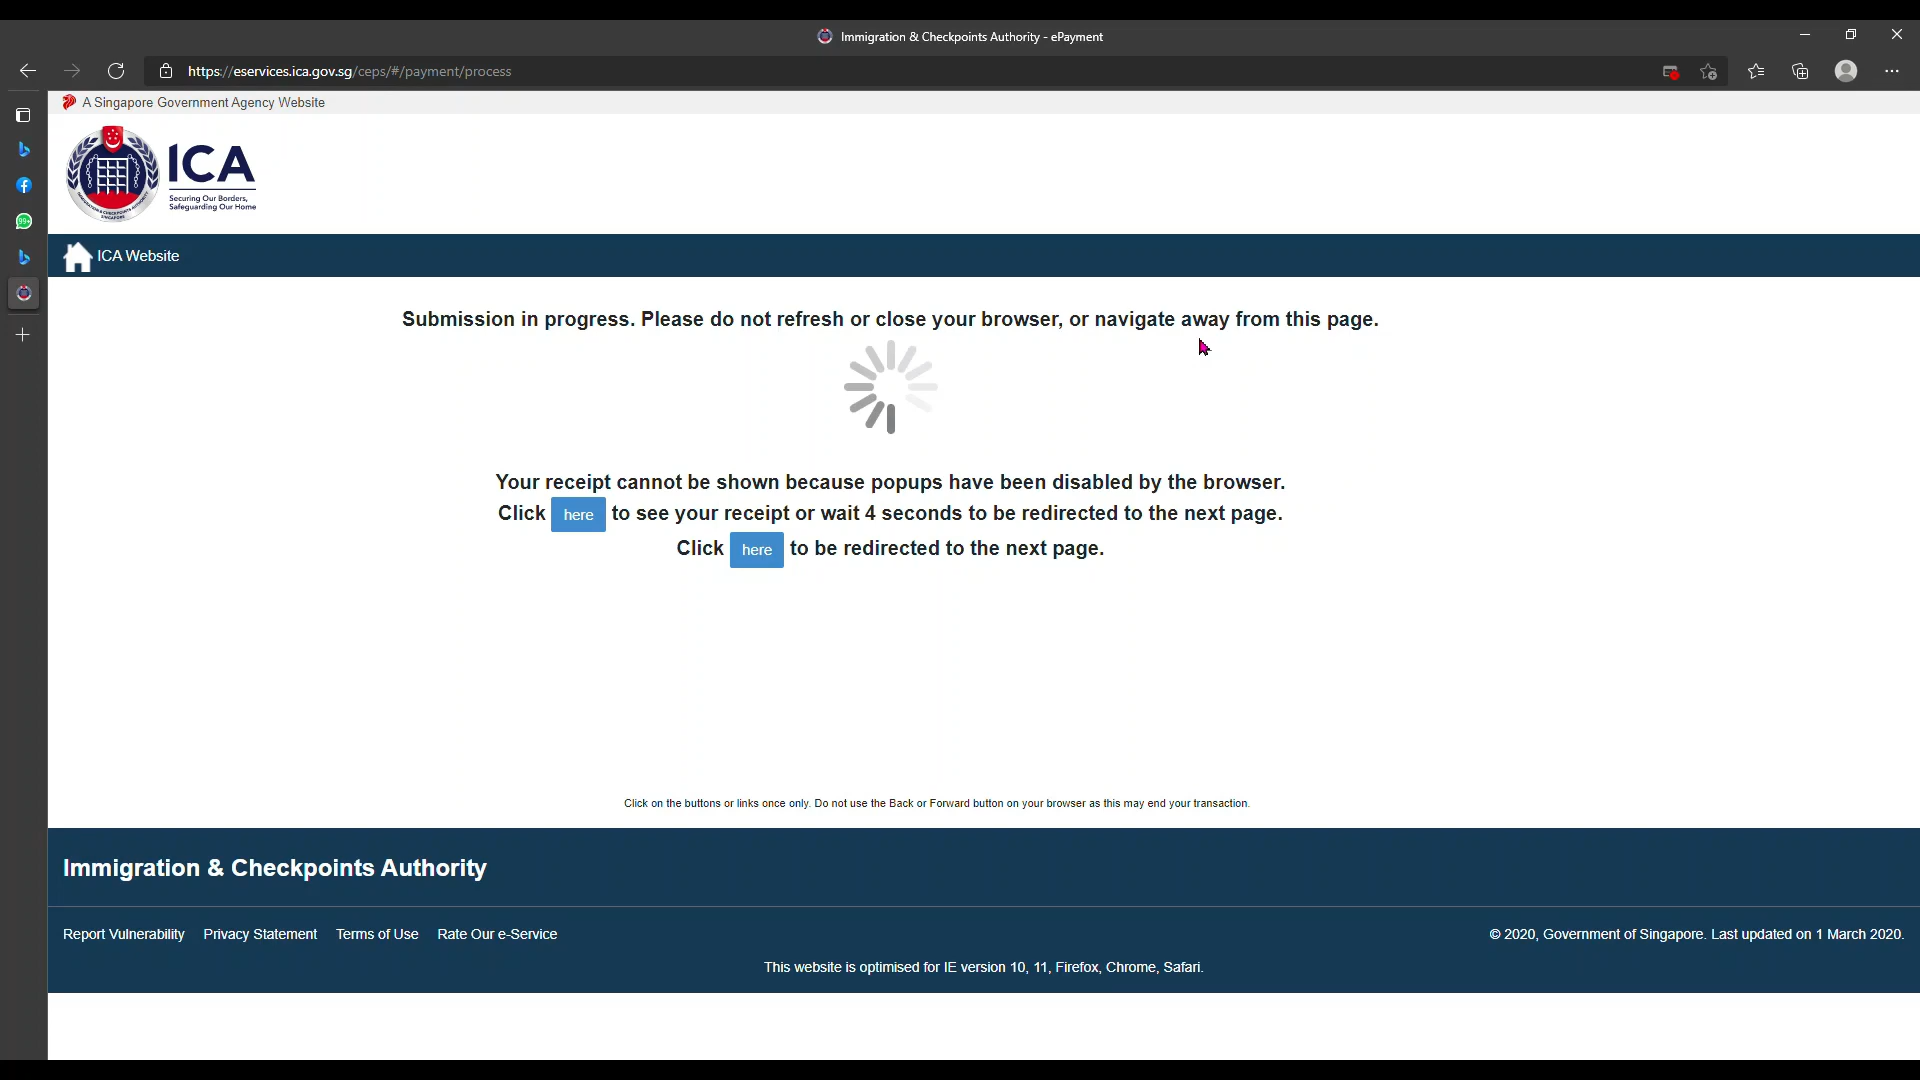 Immigration & Checkpoints Authority - ePayment
https://eservices.ica.gov.sg/ceps/#/payment/process
A Singapore Government Agency Website
ICA
Securing Our Borders,
Safeguarding Our Home
IMMIGRATION & CHECKPOINTS AUTHORITY
SINGAPORE
99+
ICA Website
Submission in progress. Please do not refresh or close your browser, or navigate away from this page.
Your receipt cannot be shown because popups have been disabled by the browser.
Click here to see your receipt or wait 4 seconds to be redirected to the next page.
Click here to be redirected to the next page.
Click on the buttons or links once only. Do not use the Back or Forward button on your browser as this may end your transaction.
Immigration & Checkpoints Authority
Report Vulnerability Privacy Statement Terms of Use Rate Our e-Service
© 2020, Government of Singapore. Last updated on 1 March 2020.
This website is optimised for IE version 10, 11, Firefox, Chrome, Safari.